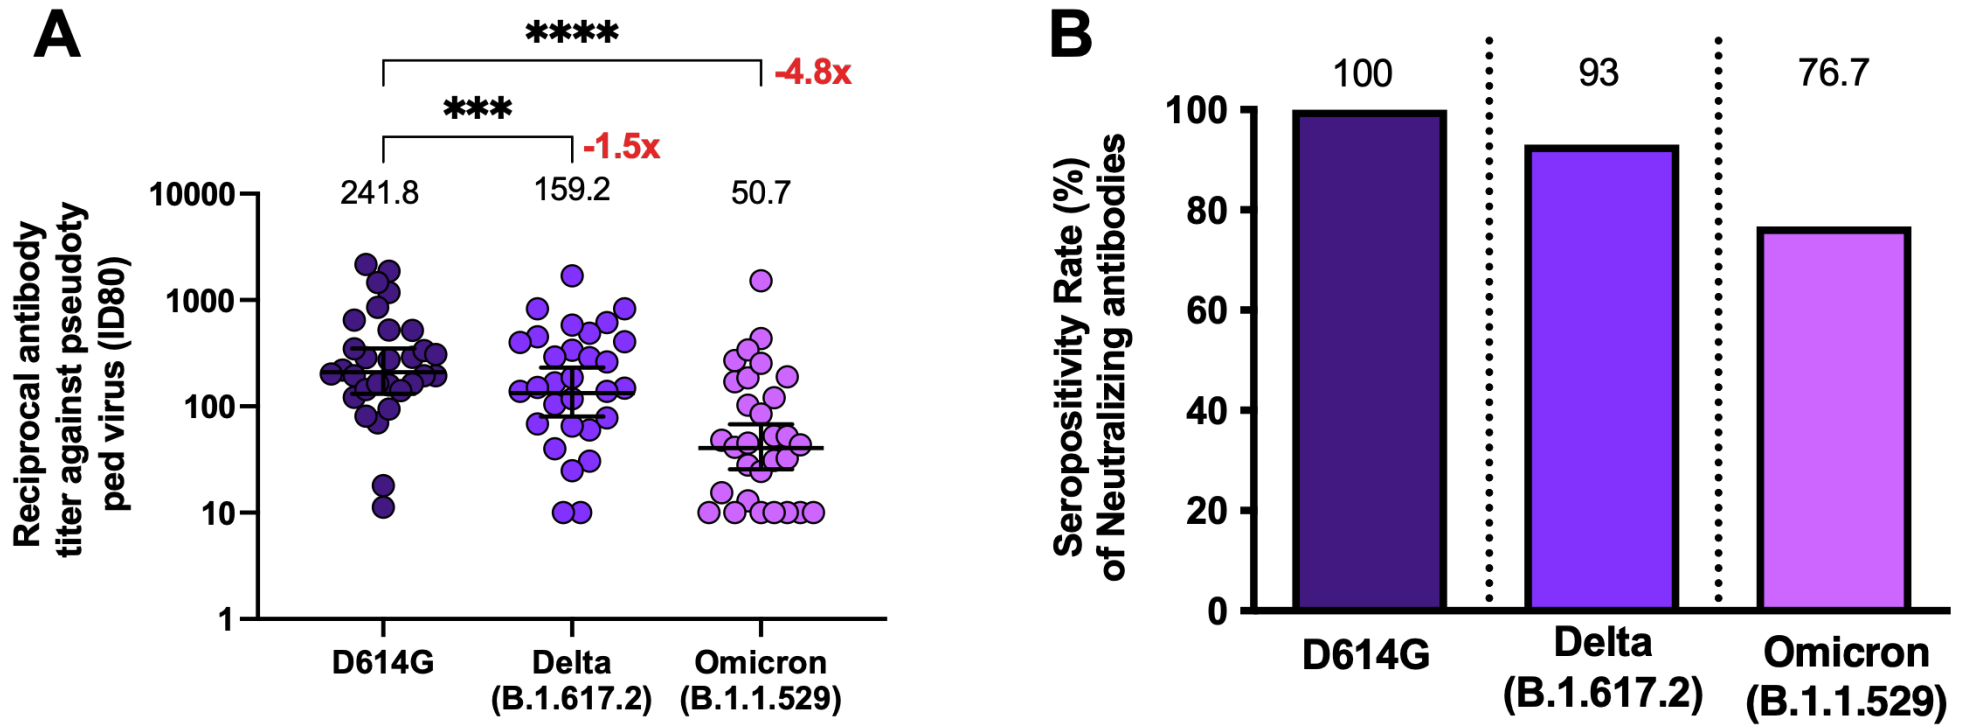 A
****
-4.8x
***
-1.5x
241.8
159.2
50.7
Reciprocal antibody
titer against pseudoty
ped virus (ID80)
10000
1000
100
10
1
D614G
Delta
(B.1.617.2)
Omicron
(B.1.1.529)
B
100
93
76.7
Seropositivity Rate (%)
of Neutralizing antibodies
100
80
60
40
20
0
D614G
Delta
(B.1.617.2)
Omicron
(B.1.1.529)